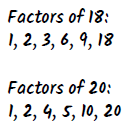 Factors of 18:
1, 2, 3, 6, 9, 18
Factors of 20:
1, 2, 4, 5, 10, 20